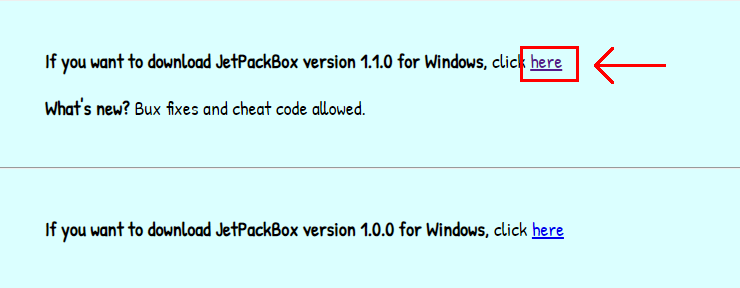 If you want to download JetPackBox version 1.1.0 for Windows, click here
What's new? Bux fixes and cheat code allowed.
If you want to download JetPackBox version 1.0.0 for Windows, click here